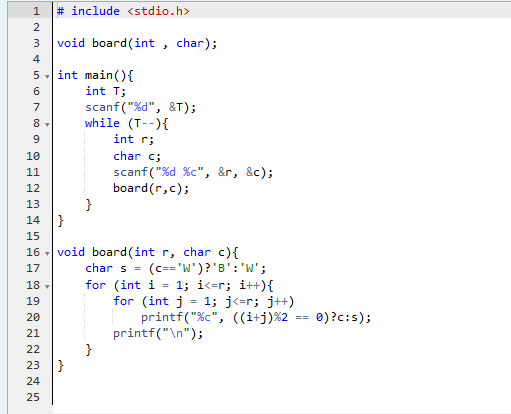 1 # include <stdio.h>
2
3 void board(int , char);
4
5 int main(){
6     int T;
7     scanf("%d", &T);
8     while (T--){
9         int r;
10         char c;
11         scanf("%d %c", &r, &c);
12         board(r,c);
13     }
14 }
15
16 void board(int r, char c){
17     char s = (c=='W')?'B':'W';
18     for (int i = 1; i<=r; i++){
19         for (int j = 1; j<=r; j++)
20             printf("%c", ((i+j)%2 == 0)?c:s);
21         printf("\n");
22     }
23 }
24
25